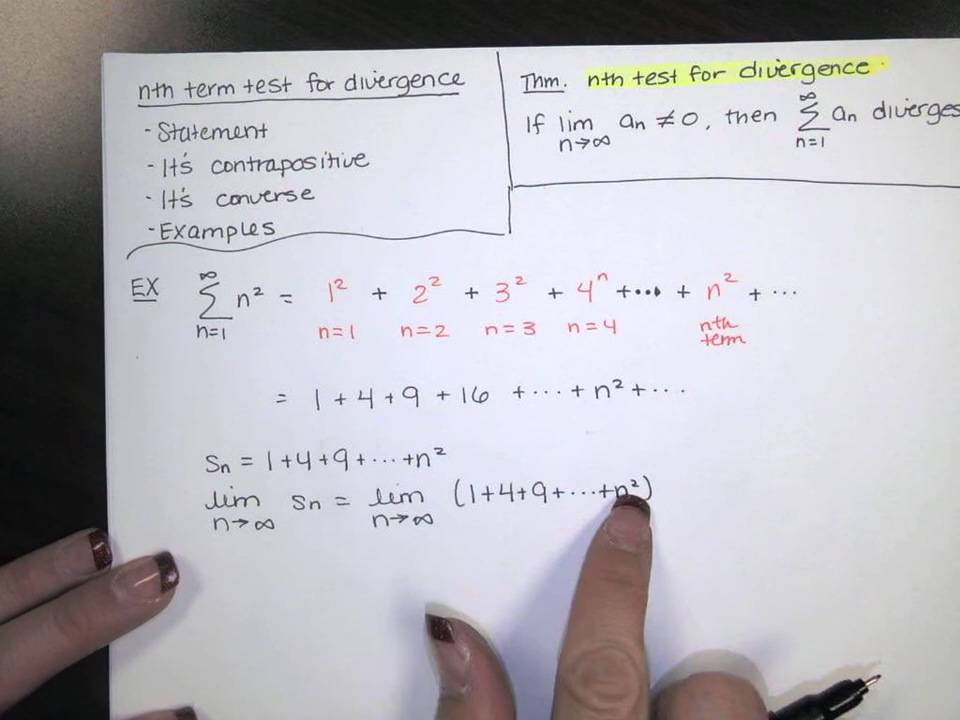 nth term test for divergence
- Statement
- It's contrapositive
- It's converse
- Examples
Thm. nth test for divergence
If lim n→∞ an ≠ 0, then ∞ Σ n=1 an diverges
EX ∞ Σ n=1 n² = 1² + 2² + 3² + 4ⁿ + ··· + n² + ···
n=1 n=2 n=3 n=4 nth term
= 1 + 4 + 9 + 16 + ··· + n² + ···
Sn = 1+4+9+ ··· +n²
lim n→∞ Sn = lim n→∞ (1+4+9+ ··· +n²)